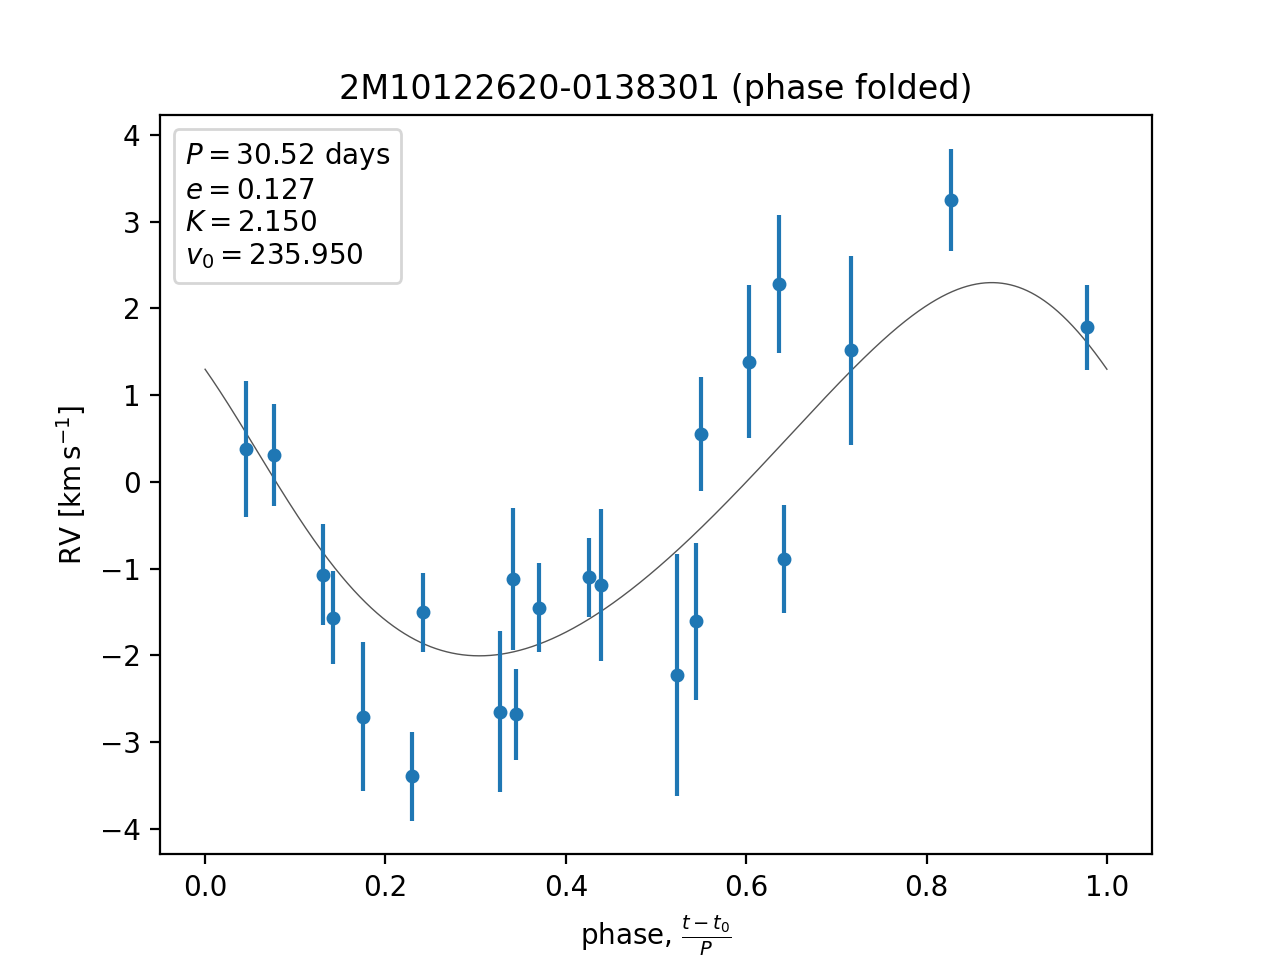 2M10122620-0138301 (phase folded)
P = 30.52 days
e = 0.127
K = 2.150
v₀ = 235.950
4
3
2
1
0
−1
−2
−3
−4
RV [km s⁻¹]
0.0 0.2 0.4 0.6 0.8 1.0
phase, (t − t₀)/P